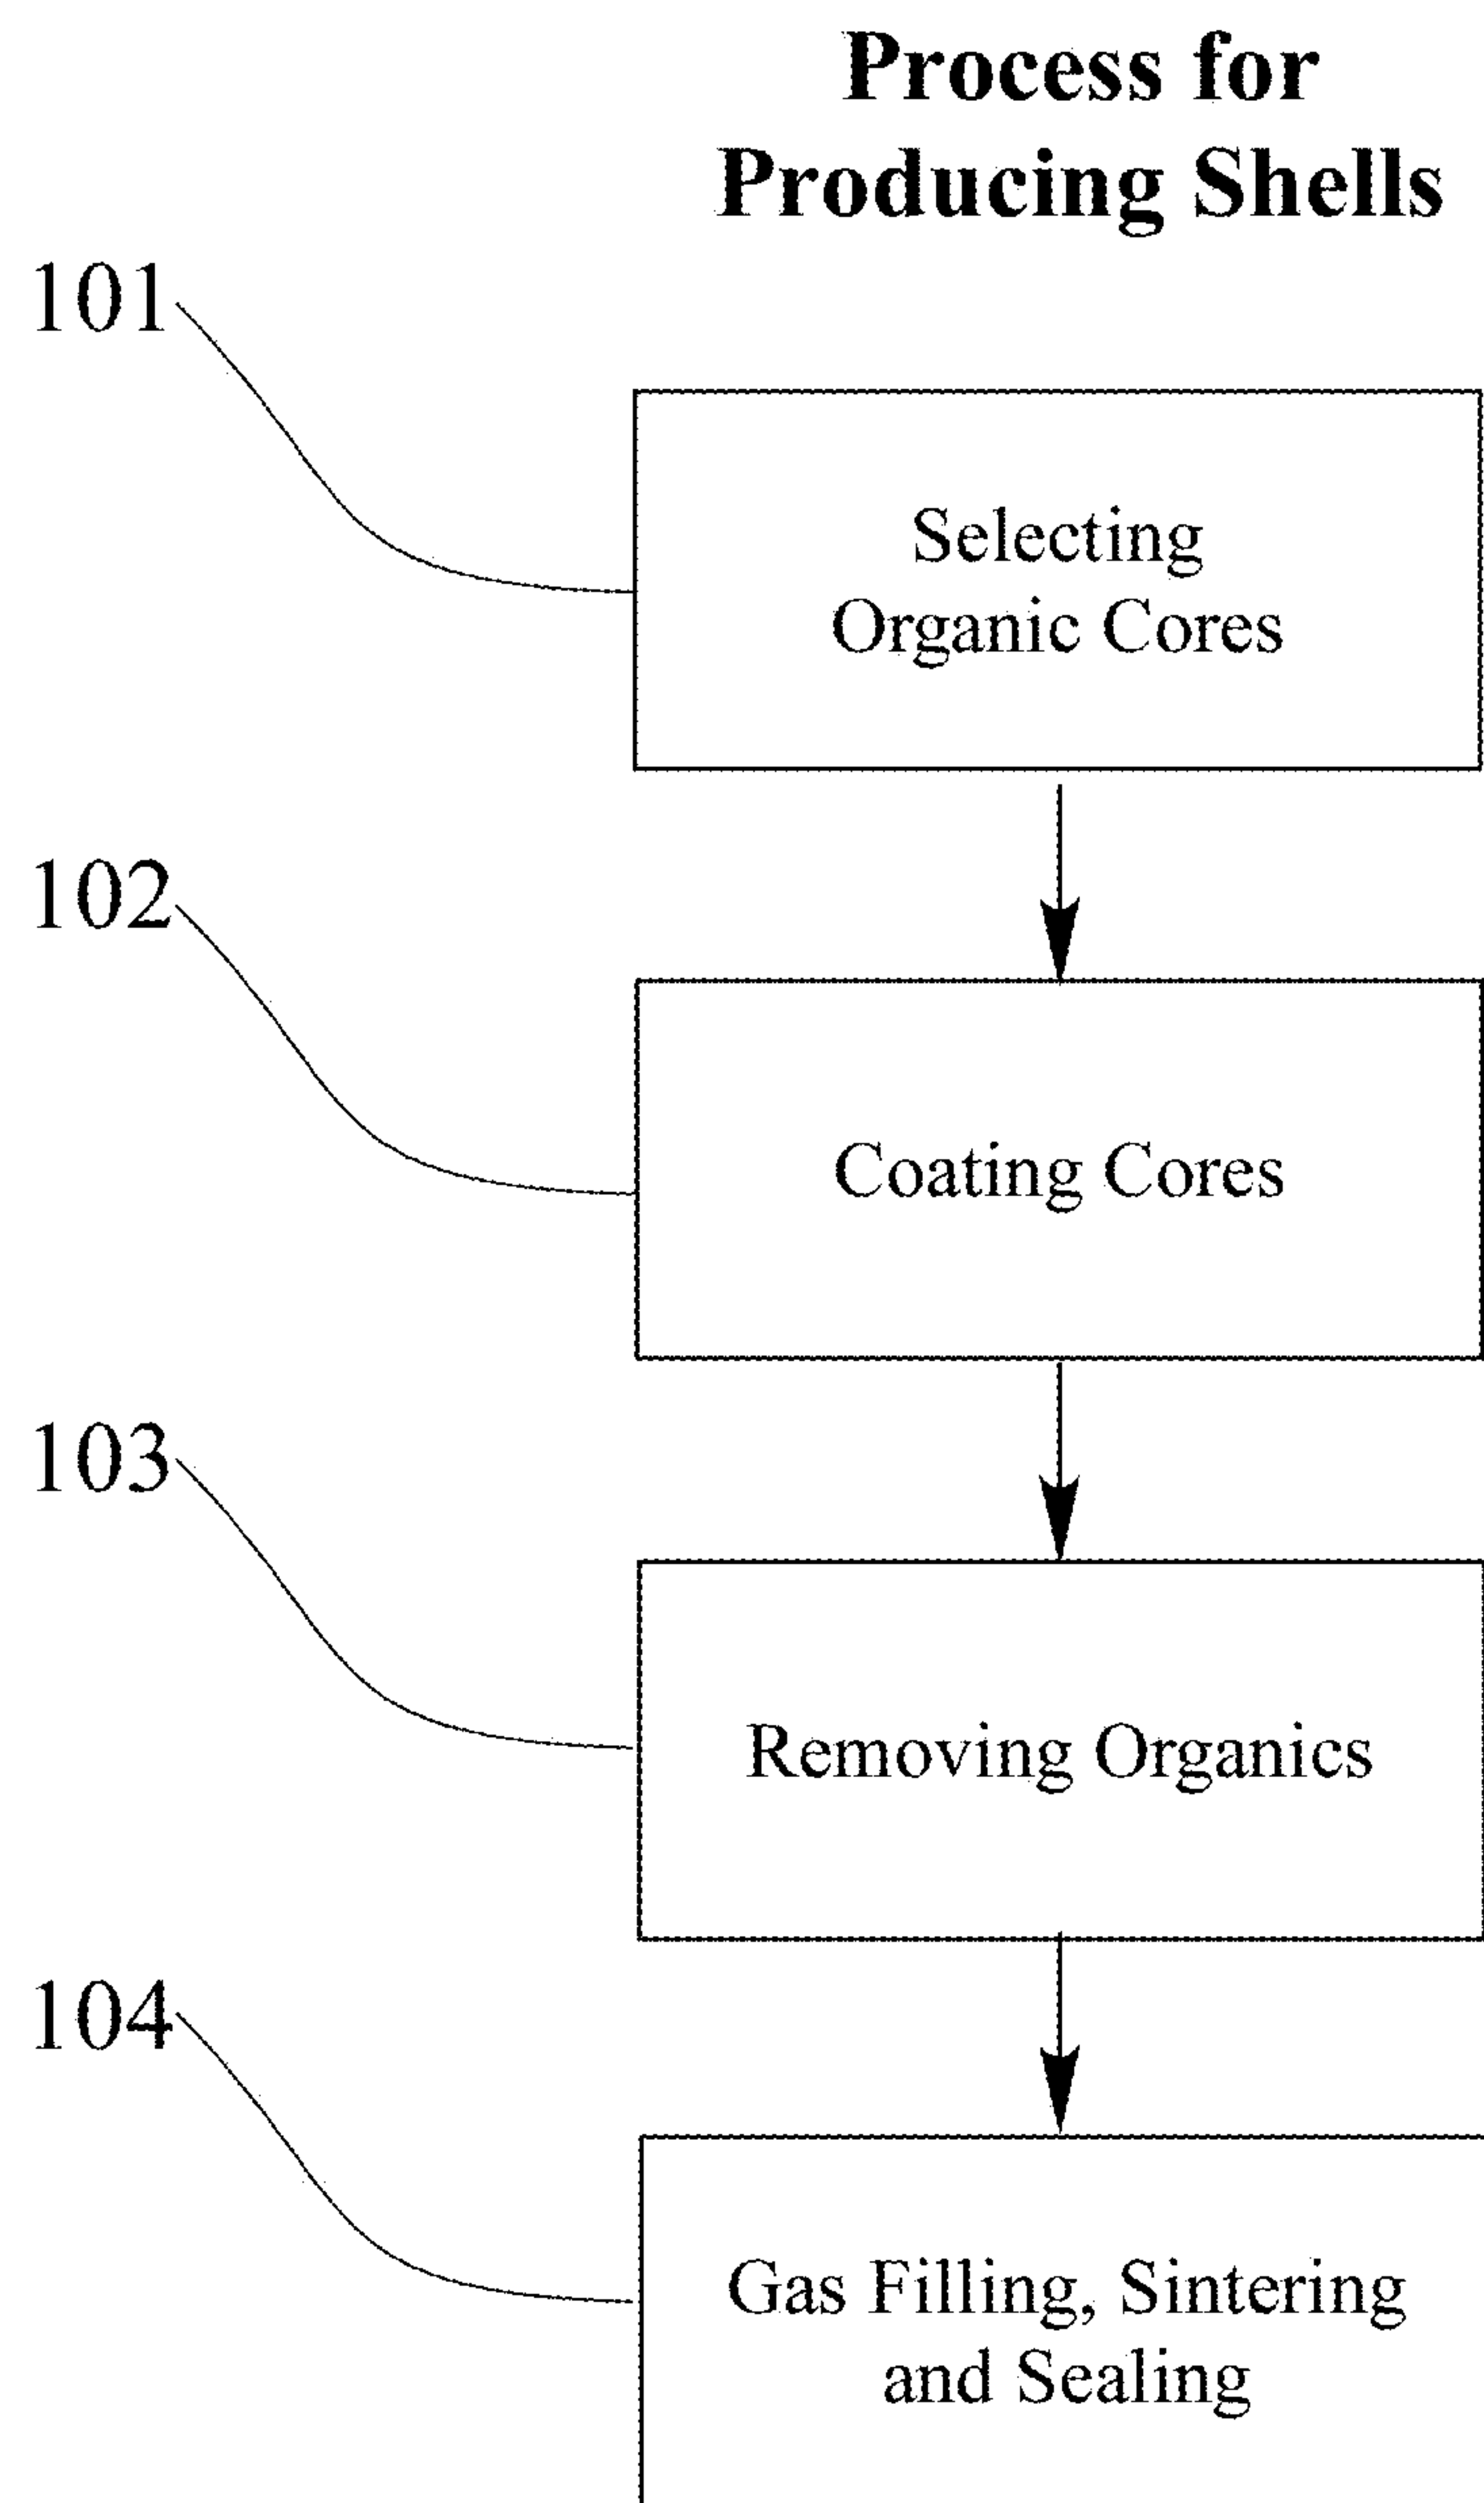 Process for
Producing Shells
101
Selecting
Organic Cores
102
Coating Cores
103
Removing Organics
104
Gas Filling, Sintering
and Sealing